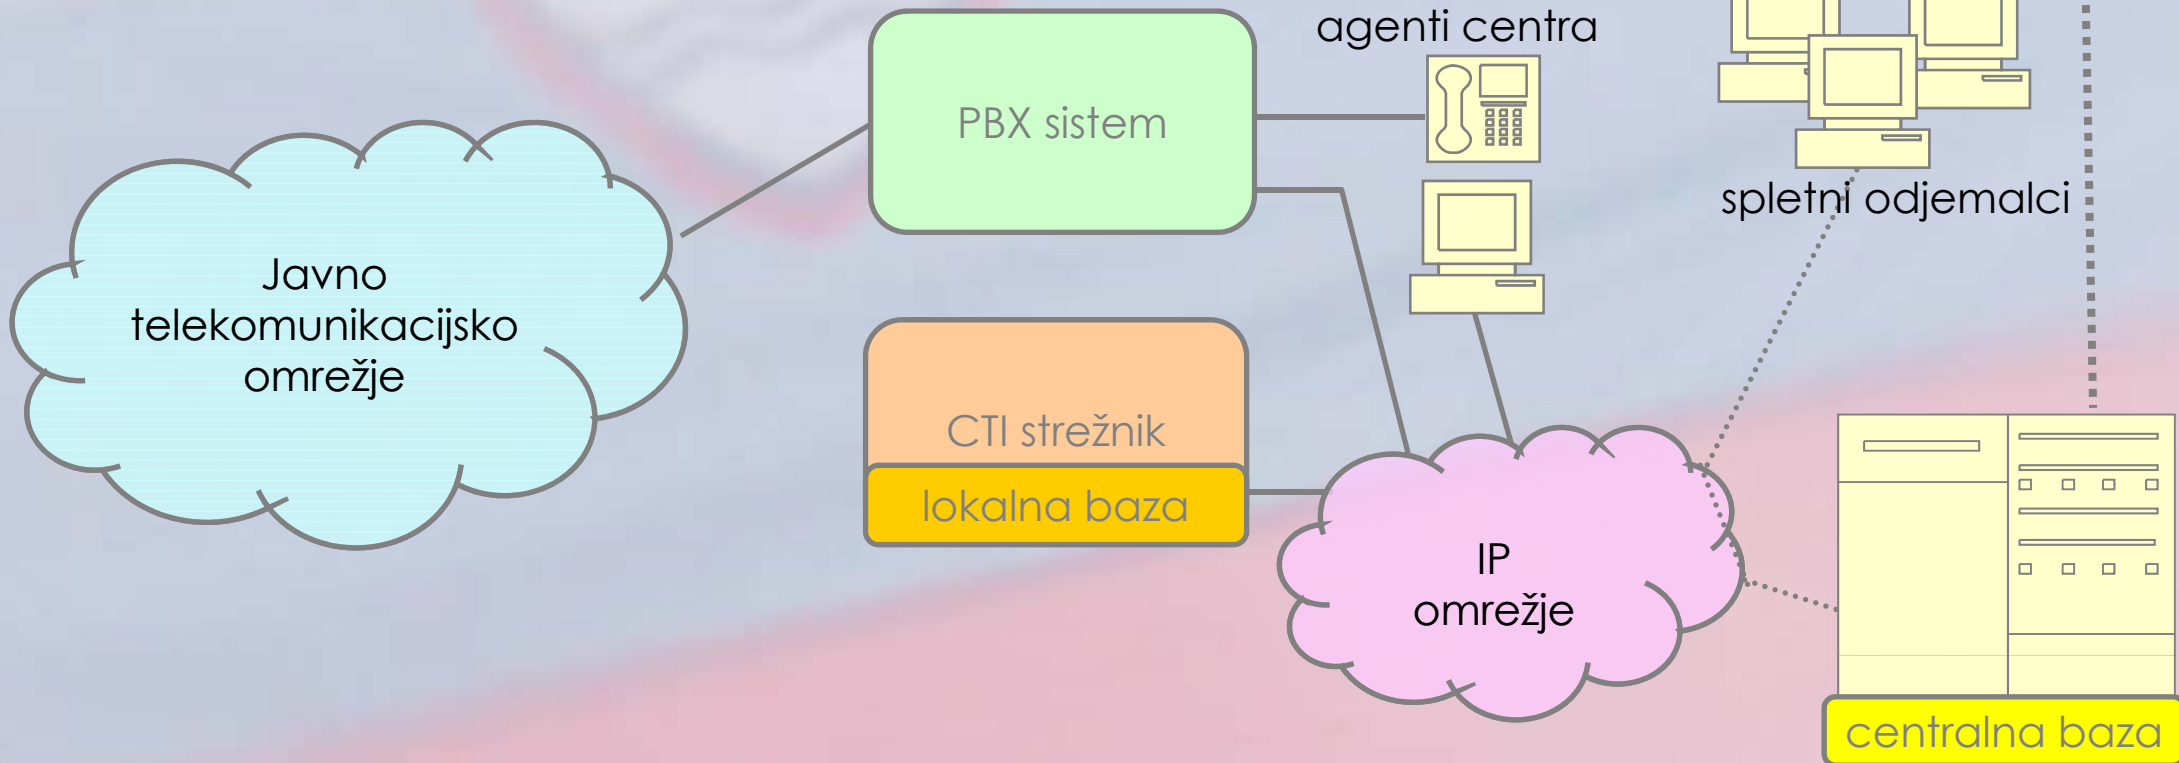 agenti centra
PBX sistem
spletni odjemalci
Javno
telekomunikacijsko
omrežje
CTI strežnik
lokalna baza
IP
omrežje
centralna baza